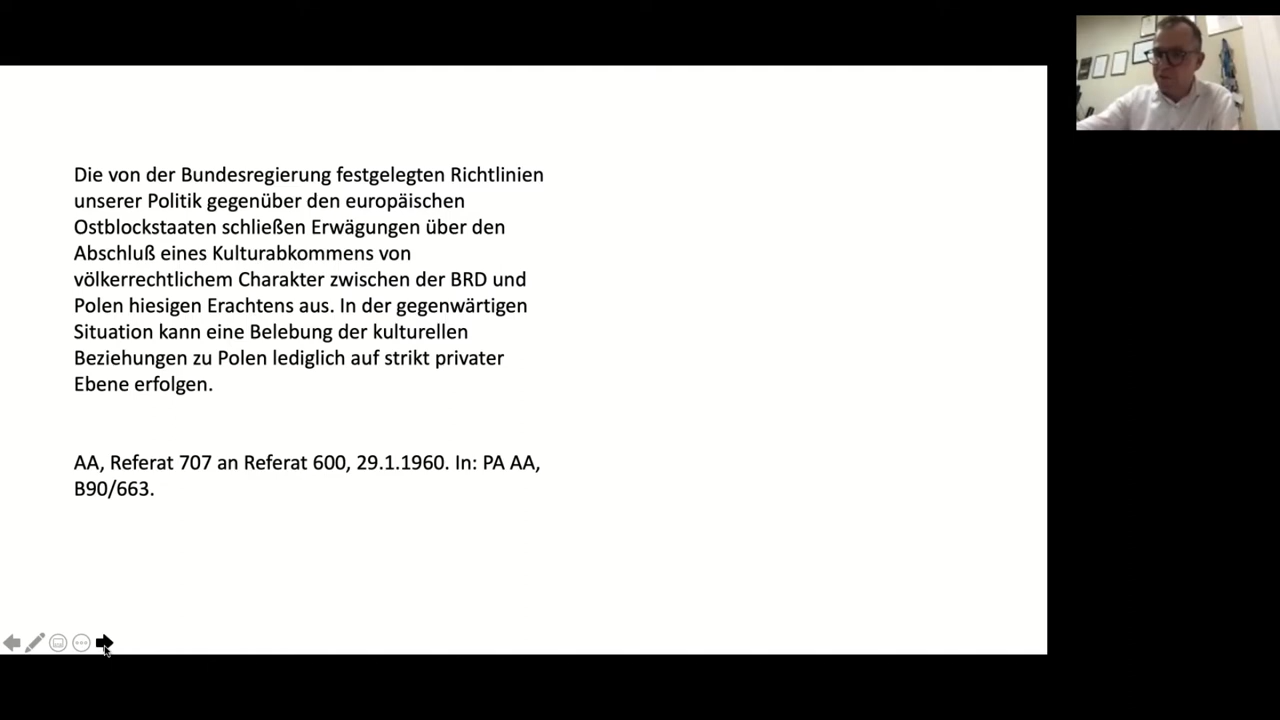 Die von der Bundesregierung festgelegten Richtlinien
unserer Politik gegenüber den europäischen
Ostblockstaaten schließen Erwägungen über den
Abschluß eines Kulturabkommens von
völkerrechtlichem Charakter zwischen der BRD und
Polen hiesigen Erachtens aus. In der gegenwärtigen
Situation kann eine Belebung der kulturellen
Beziehungen zu Polen lediglich auf strikt privater
Ebene erfolgen.
AA, Referat 707 an Referat 600, 29.1.1960. In: PA AA,
B90/663.